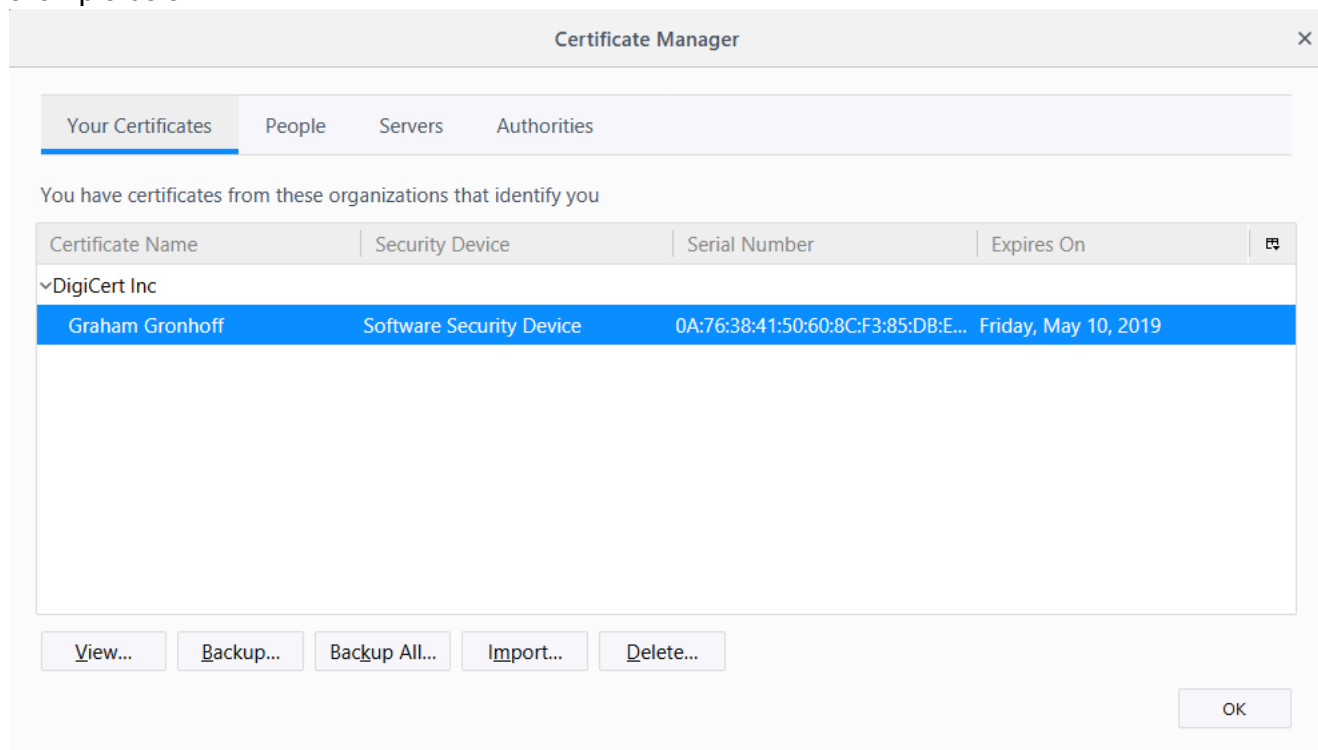 Certificate Manager
Your Certificates People Servers Authorities
You have certificates from these organizations that identify you
Certificate Name Security Device Serial Number Expires On
DigiCert Inc
Graham Gronhoff Software Security Device 0A:76:38:41:50:60:8C:F3:85:DB:E... Friday, May 10, 2019
View... Backup... Backup All... Import... Delete...
OK